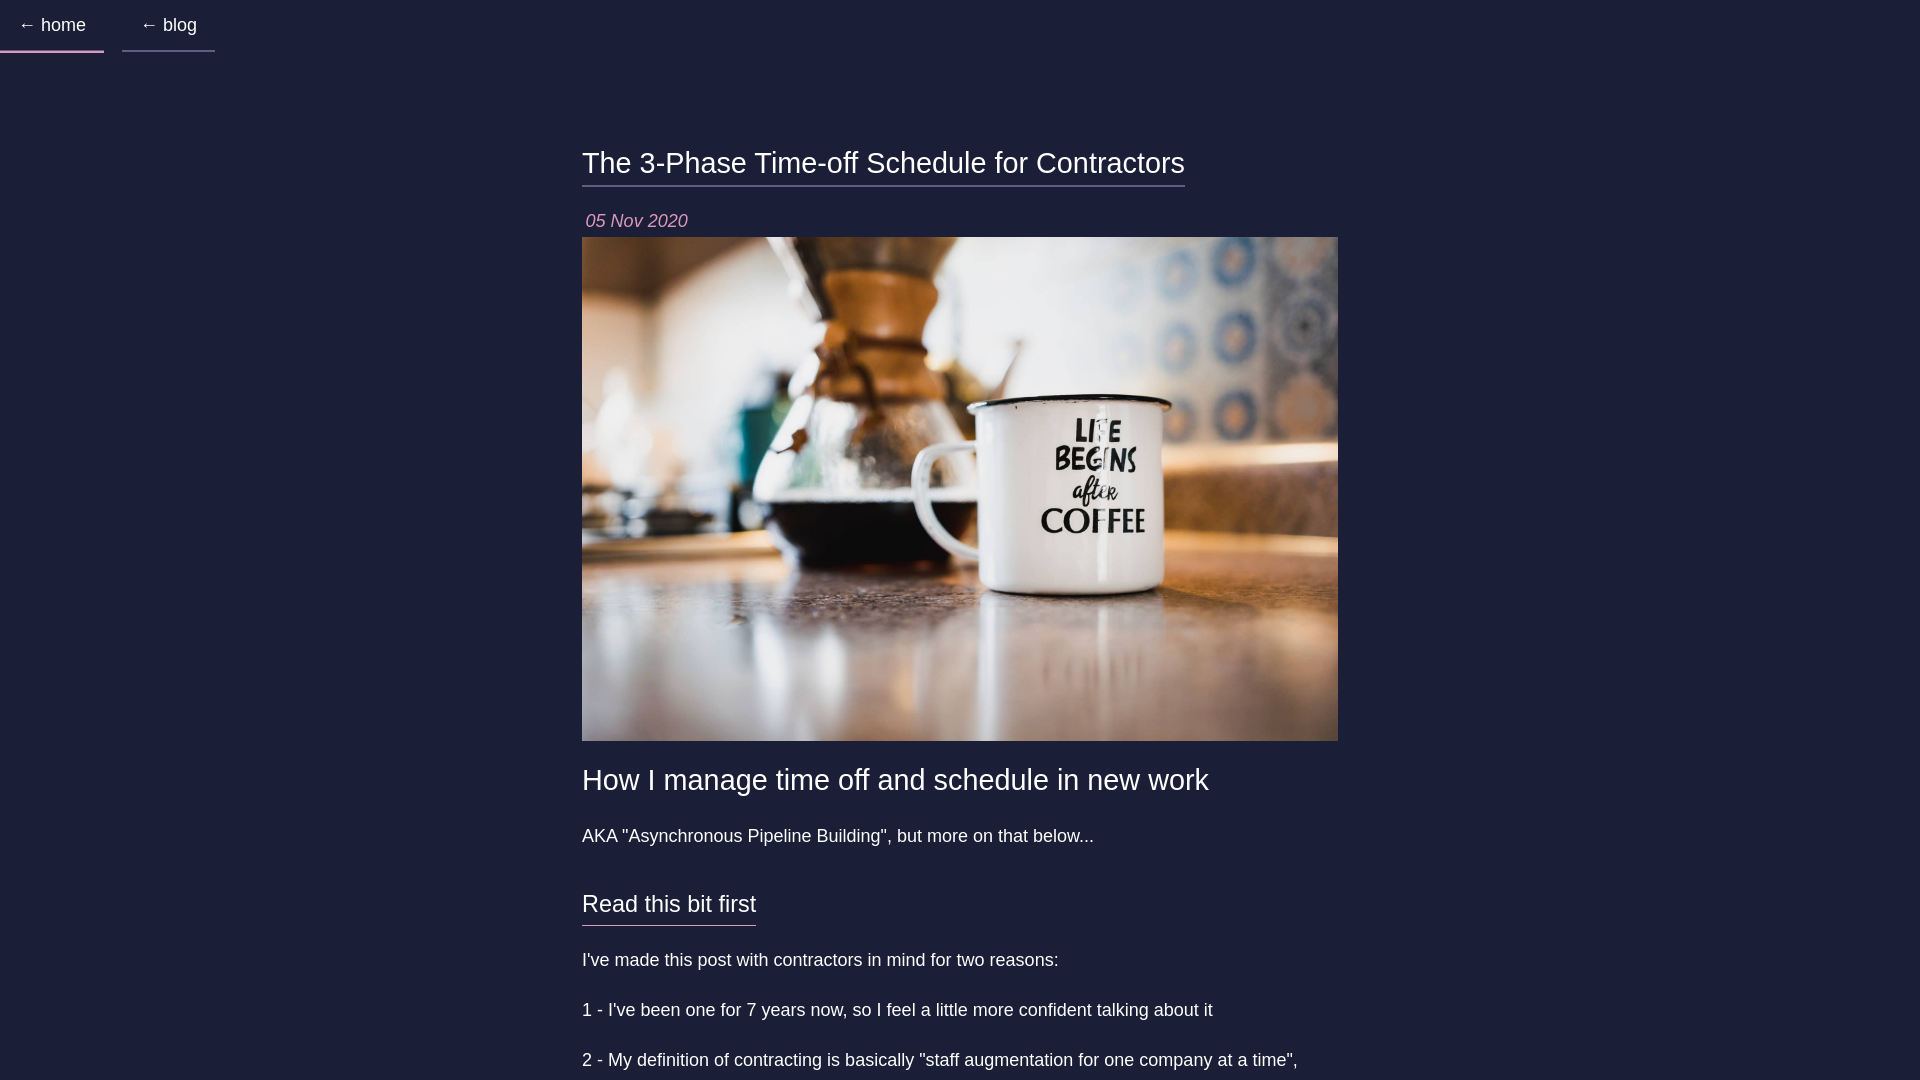 ← home
← blog
The 3-Phase Time-off Schedule for Contractors
05 Nov 2020
LIFE
BEGINS
after
COFFEE
How I manage time off and schedule in new work
AKA "Asynchronous Pipeline Building", but more on that below...
Read this bit first
I've made this post with contractors in mind for two reasons:
1 - I've been one for 7 years now, so I feel a little more confident talking about it
2 - My definition of contracting is basically "staff augmentation for one company at a time",